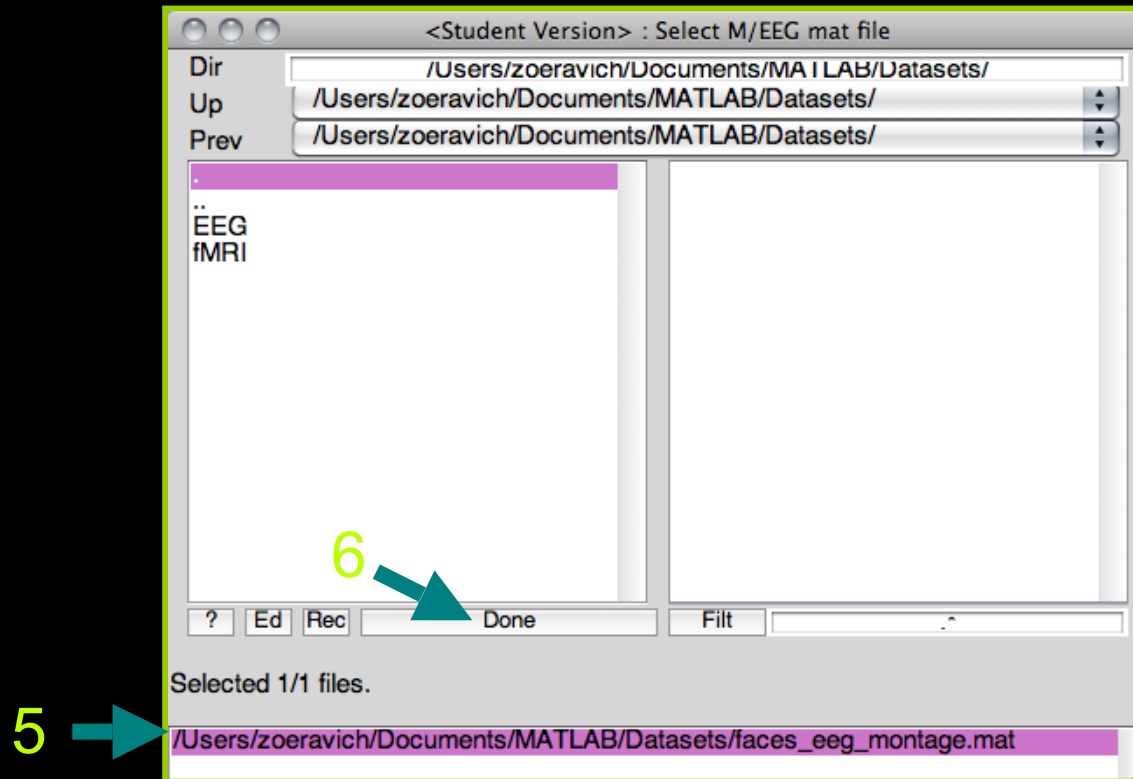 <Student Version> : Select M/EEG mat file
Dir /Users/zoeravich/Documents/MATLAB/Datasets/
Up /Users/zoeravich/Documents/MATLAB/Datasets/
Prev /Users/zoeravich/Documents/MATLAB/Datasets/
.
..
EEG
fMRI
6
? Ed Rec Done Filt
Selected 1/1 files.
5 /Users/zoeravich/Documents/MATLAB/Datasets/faces_eeg_montage.mat